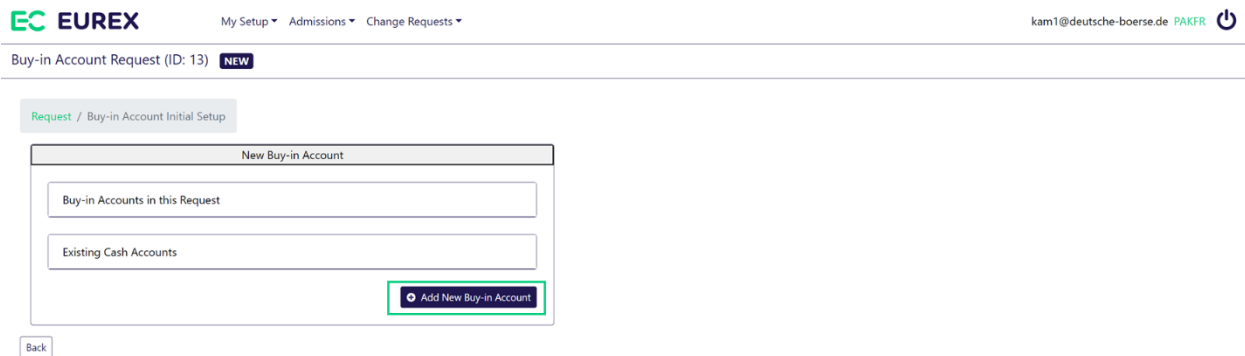 EC EUREX My Setup Admissions Change Requests kam1@deutsche-boerse.de PAKFR
Buy-in Account Request (ID: 13) NEW
Request / Buy-in Account Initial Setup
New Buy-in Account
Buy-in Accounts in this Request
Existing Cash Accounts
Add New Buy-in Account
Back